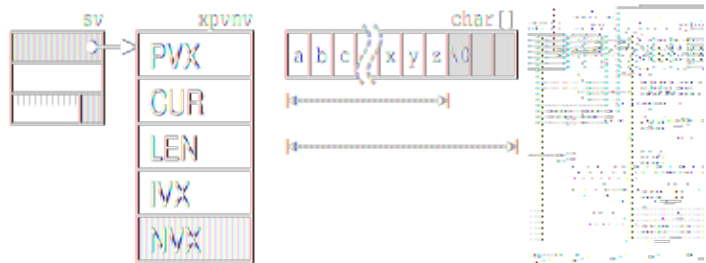 sv xpvnv char[]
PVX
a b c x y z \0
CUR
LEN
IVX
NVX